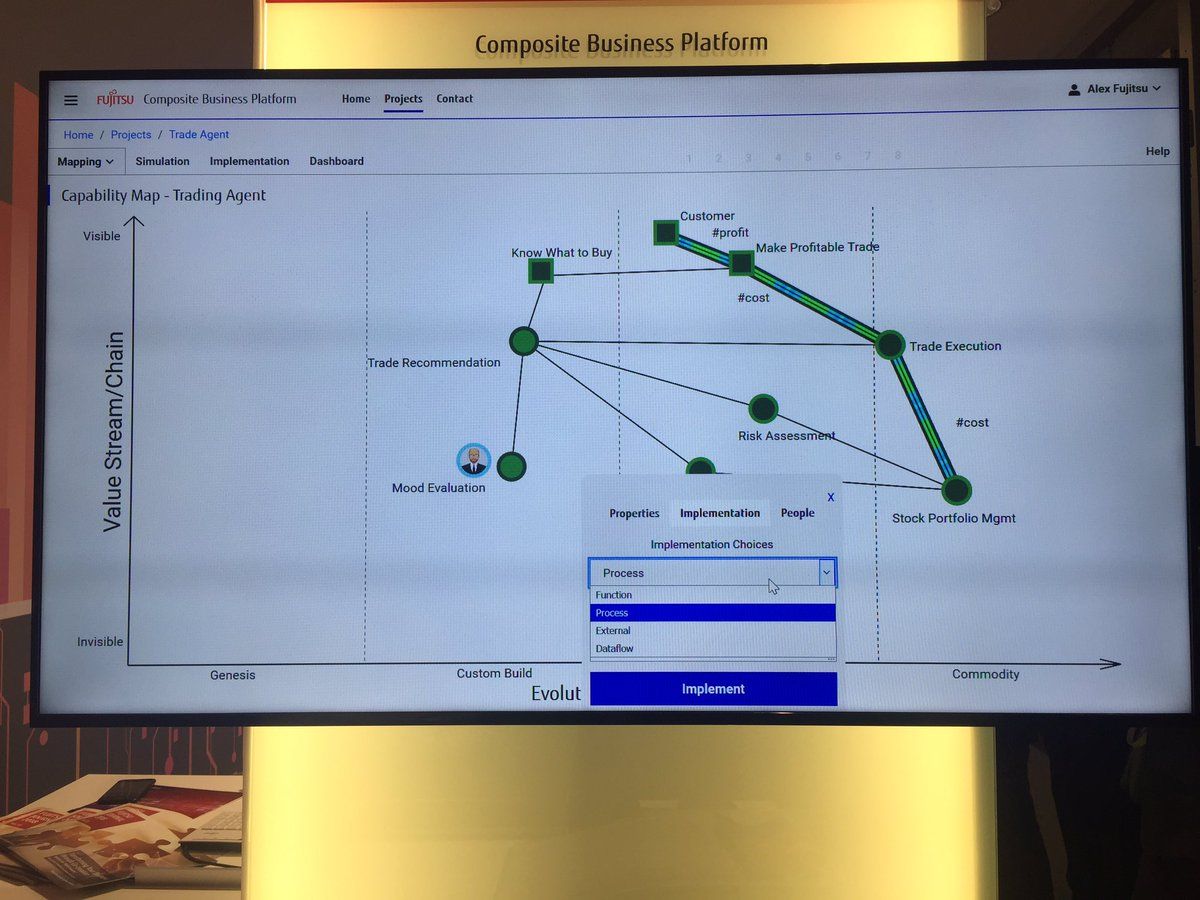 Composite Business Platform
FUJITSU Composite Business Platform Home Projects Contact Alex Fujitsu
Home / Projects / Trade Agent
Mapping Simulation Implementation Dashboard 1 2 3 4 5 6 7 8 Help
Capability Map - Trading Agent
Visible
Customer
#profit
Know What to Buy
Make Profitable Trade
#cost
Value Stream/Chain
Trade Recommendation
Trade Execution
#cost
Risk Assessment
Mood Evaluation
Stock Portfolio Mgmt
X
Properties Implementation People
Implementation Choices
Process
Function
Process
External
Dataflow
Implement
Invisible
Genesis Custom Build Commodity
Evolut